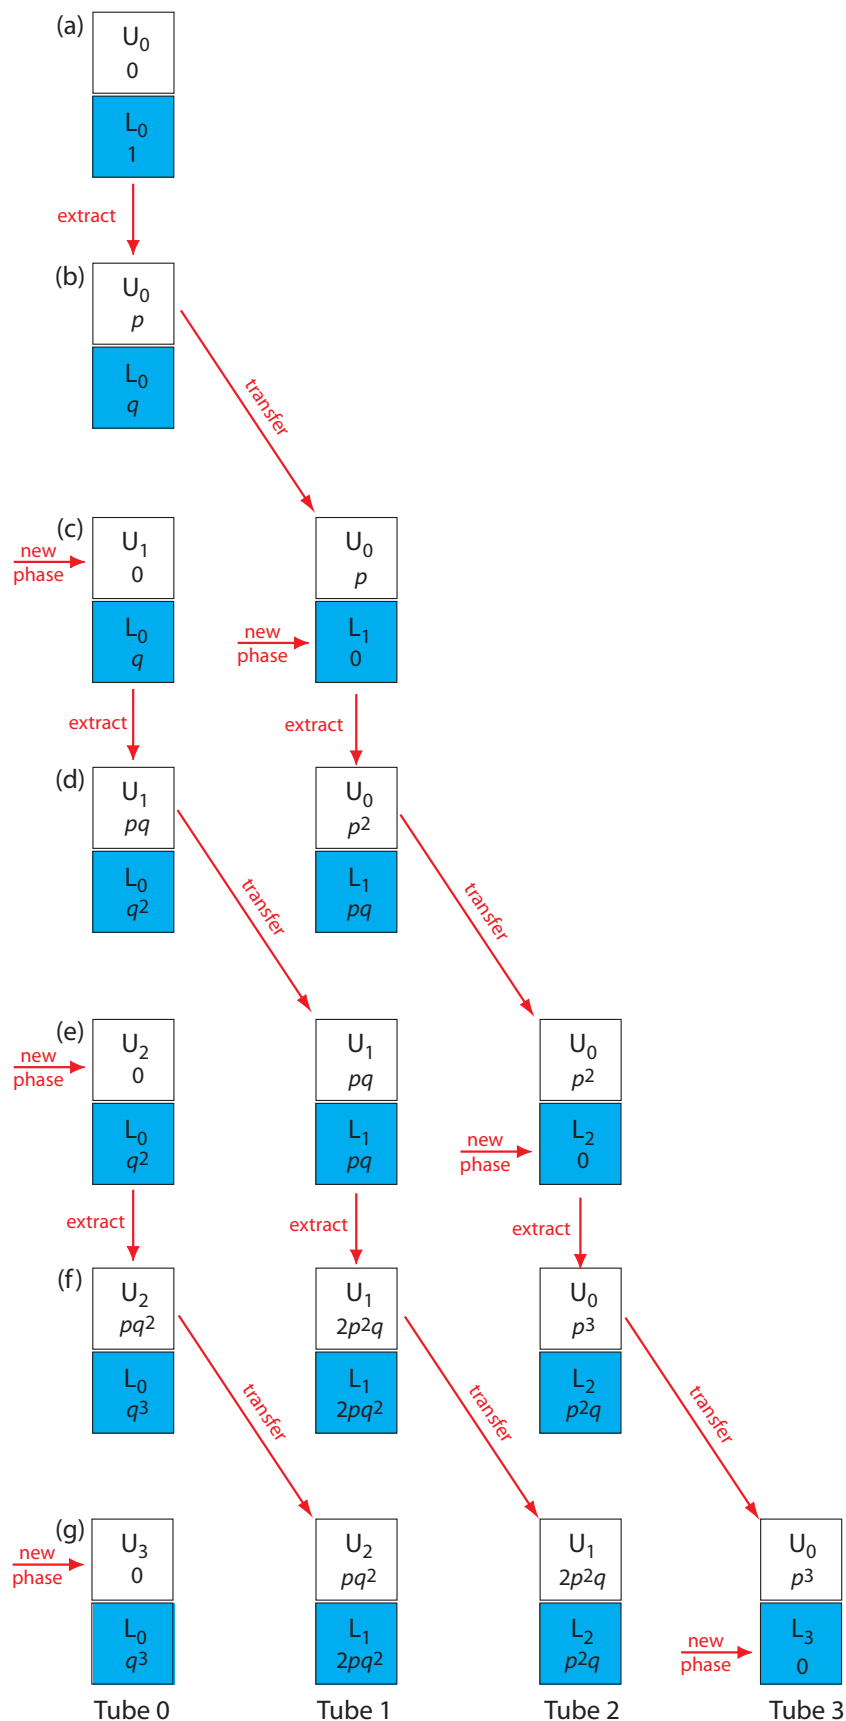 (a)
U₀
0
L₀
1
extract
(b)
U₀
p
L₀
q
transfer
(c)
new
phase
U₁
0
L₀
q
U₀
p
new
phase
L₁
0
extract
extract
(d)
U₁
pq
L₀
q²
U₀
p²
L₁
pq
transfer
transfer
(e)
new
phase
U₂
0
L₀
q²
U₁
pq
L₁
pq
U₀
p²
new
phase
L₂
0
extract
extract
extract
(f)
U₂
pq²
L₀
q³
U₁
2p²q
L₁
2pq²
U₀
p³
L₂
p²q
transfer
transfer
transfer
(g)
new
phase
U₃
0
L₀
q³
U₂
pq²
L₁
2pq²
U₁
2p²q
L₂
p²q
U₀
p³
new
phase
L₃
0
Tube 0
Tube 1
Tube 2
Tube 3